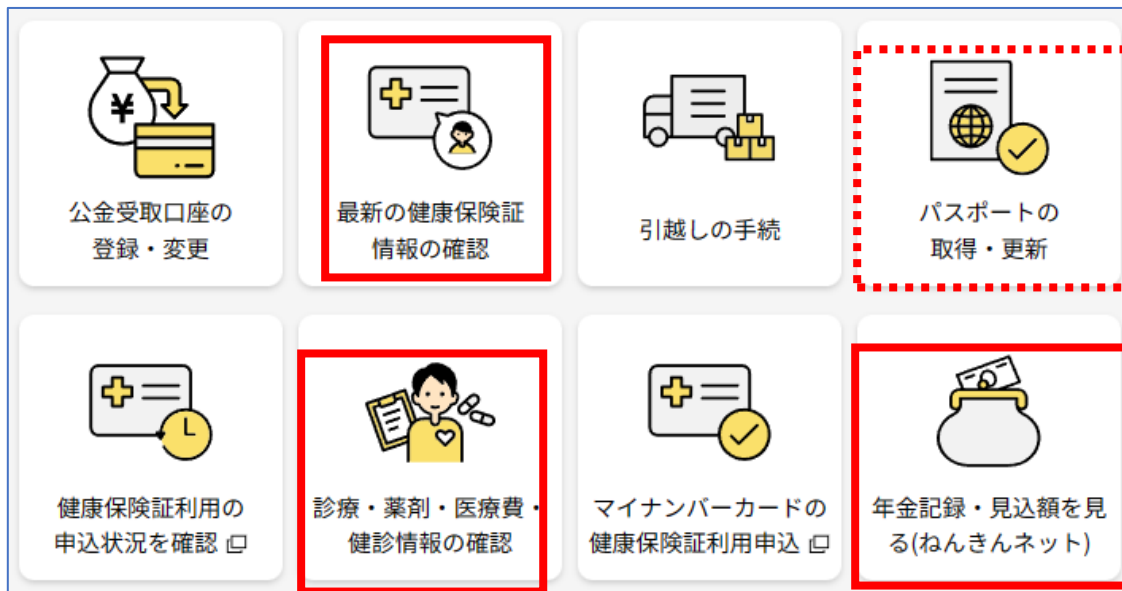 公金受取口座の
登録・変更
最新の健康保険証
情報の確認
引越しの手続
パスポートの
取得・更新
健康保険証利用の
申込状況を確認
診療・薬剤・医療費・
健診情報の確認
マイナンバーカードの
健康保険証利用申込
年金記録・見込額を見
る(ねんきんネット)